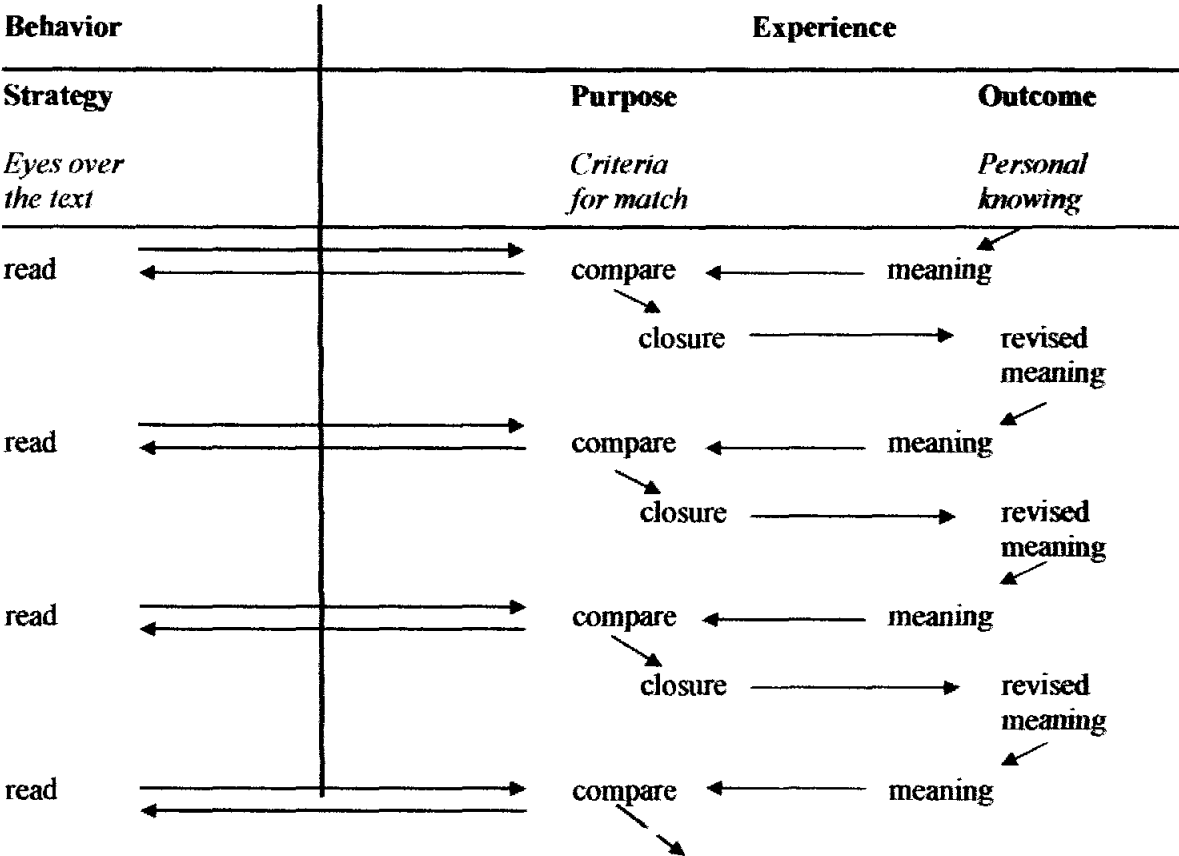 Behavior Experience
Strategy Purpose Outcome
Eyes over Criteria Personal
the text for match knowing
read compare meaning
closure revised
meaning
read compare meaning
closure revised
meaning
read compare meaning
closure revised
meaning
read compare meaning